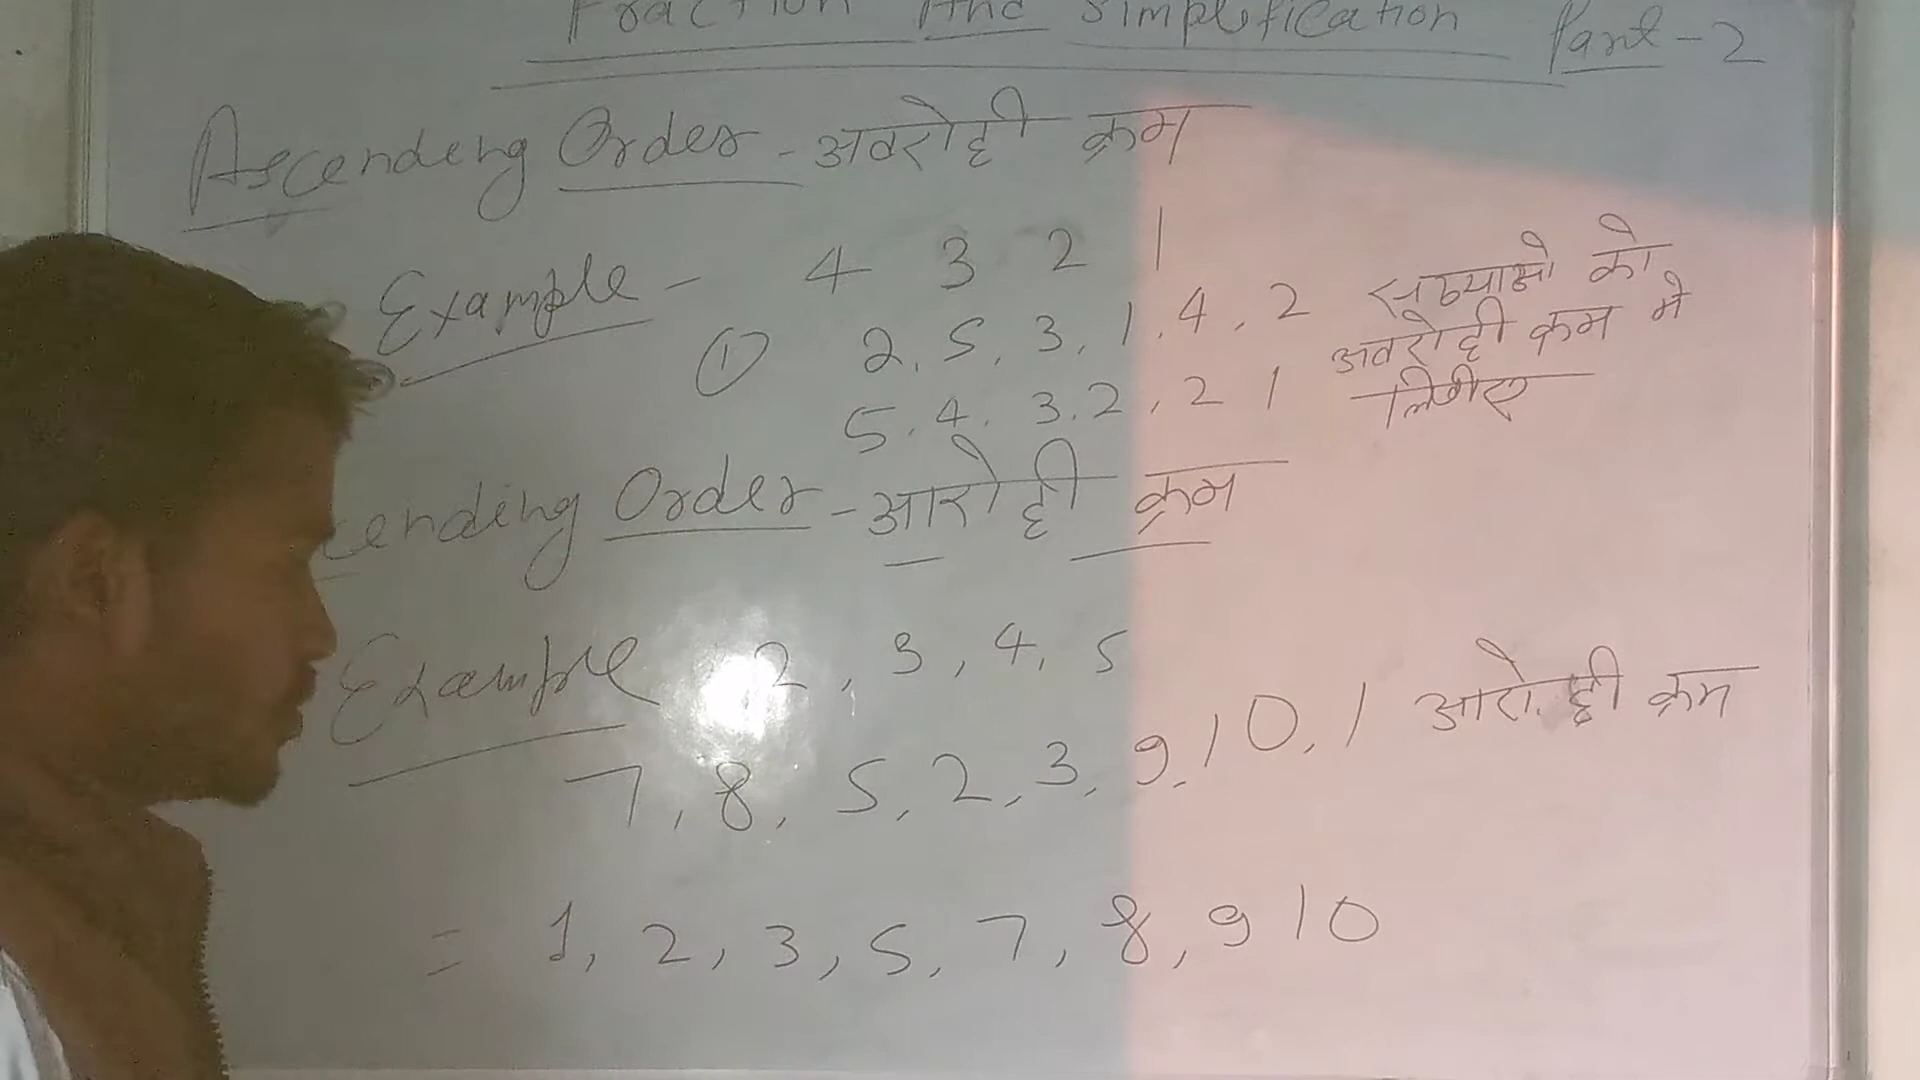 Fraction And Simplification Part-2
Ascending Order - अवरोही क्रम
Example - 4 3 2 1
① 2, 5, 3, 1, 4, 2 संख्याओ को
अवरोही क्रम मे
5, 4, 3, 2, 2 1 लिखीए
cending Order - आरोही क्रम
Example 2, 3, 4, 5
7, 8, 5, 2, 3, 9, 10, 1 आरोही क्रम
= 1, 2, 3, 5, 7, 8, 9 10